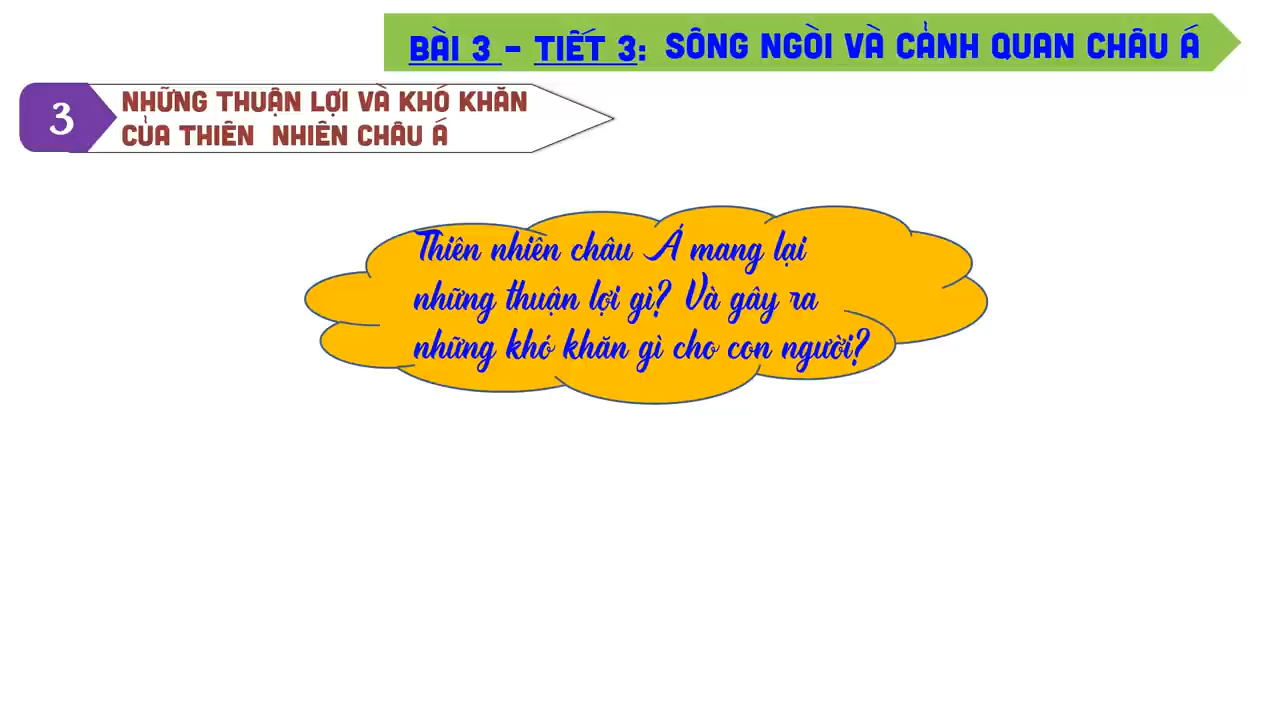 BÀI 3 - TIẾT 3: SÔNG NGÒI VÀ CẢNH QUAN CHÂU Á
3
NHỮNG THUẬN LỢI VÀ KHÓ KHĂN
CỦA THIÊN NHIÊN CHÂU Á
Thiên nhiên châu Á mang lại
những thuận lợi gì? Và gây ra
những khó khăn gì cho con người?